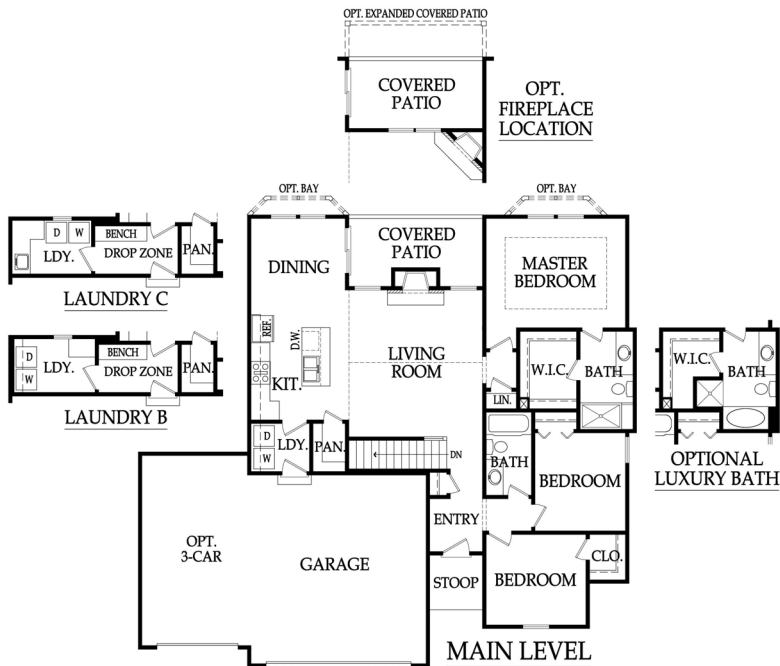 OPT. EXPANDED COVERED PATIO
COVERED
PATIO
OPT.
FIREPLACE
LOCATION
OPT. BAY
OPT. BAY
D W
BENCH
LDY.
DROP ZONE
PAN.
LAUNDRY C
DINING
COVERED
PATIO
MASTER
BEDROOM
D
W
LDY.
BENCH
DROP ZONE
PAN.
LAUNDRY B
REF.
D.W.
KIT.
LIVING
ROOM
LIN.
W.I.C.
BATH
W.I.C.
BATH
OPTIONAL
LUXURY BATH
D
W
LDY.
PAN.
DN
BATH
BEDROOM
ENTRY
OPT.
3-CAR
GARAGE
STOOP
BEDROOM
CLO.
MAIN LEVEL